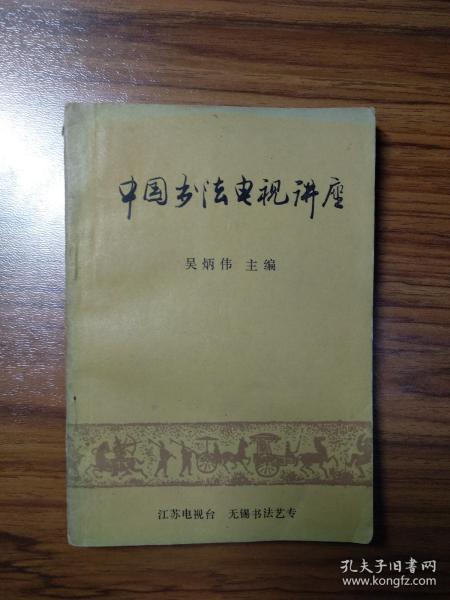 中国书法电视讲座
吴炳伟 主编
江苏电视台 无锡书法艺专
孔夫子旧书网
www.kongfz.com